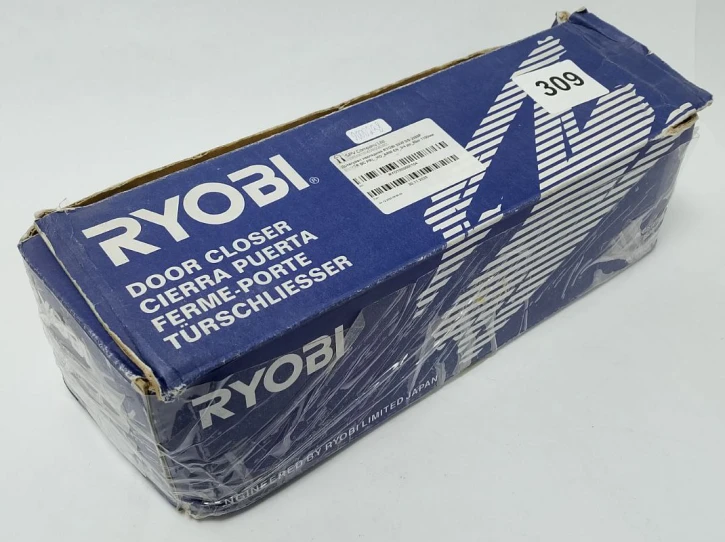 309
RYOBI®
DOOR CLOSER
CIERRA PUERTA
FERME-PORTE
TÜRSCHLIESSER
RYOBI
ENGINEERED BY RYOBI LIMITED JAPAN